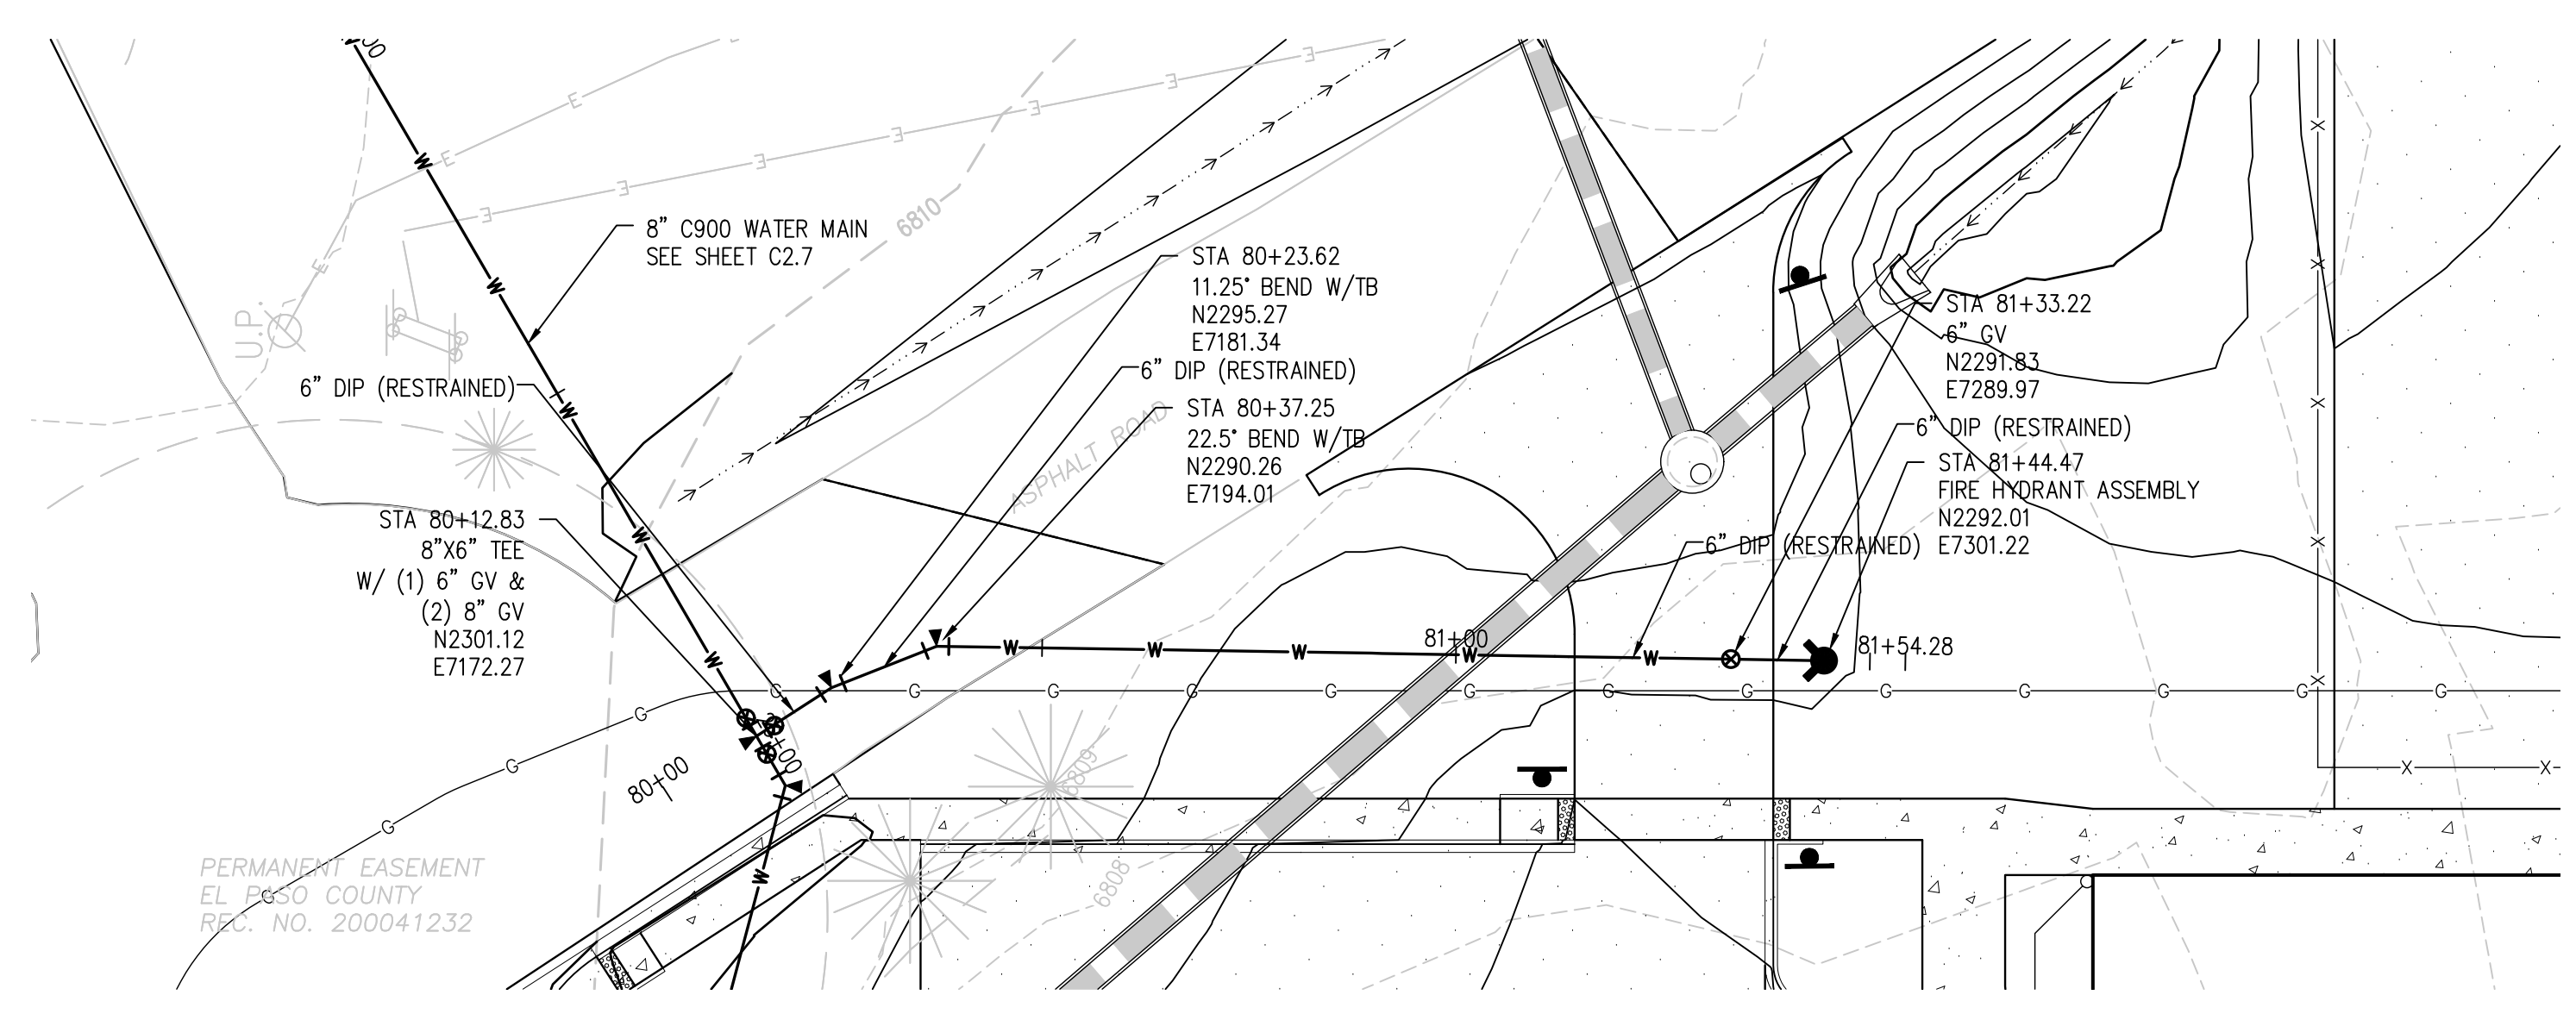 8” C900 WATER MAIN
SEE SHEET C2.7
6810
STA 80+23.62
11.25° BEND W/TB
N2295.27
E7181.34
6” DIP (RESTRAINED)
STA 80+37.25
22.5° BEND W/TB
N2290.26
E7194.01
STA 81+33.22
6” GV
N2291.83
E7289.97
6” DIP (RESTRAINED)
STA 81+44.47
FIRE HYDRANT ASSEMBLY
N2292.01
E7301.22
6” DIP (RESTRAINED)
U.P.
6” DIP (RESTRAINED)
ASPHALT ROAD
STA 80+12.83
8”X6” TEE
W/ (1) 6” GV &
(2) 8” GV
N2301.12
E7172.27
81+00
81+54.28
80+00
6809
6808
PERMANENT EASEMENT
EL PASO COUNTY
REC. NO. 200041232
E E E E E E E E E
W W W W W W W W W W W
G G G G G G G G G G G G G G G G
X X X X X X X